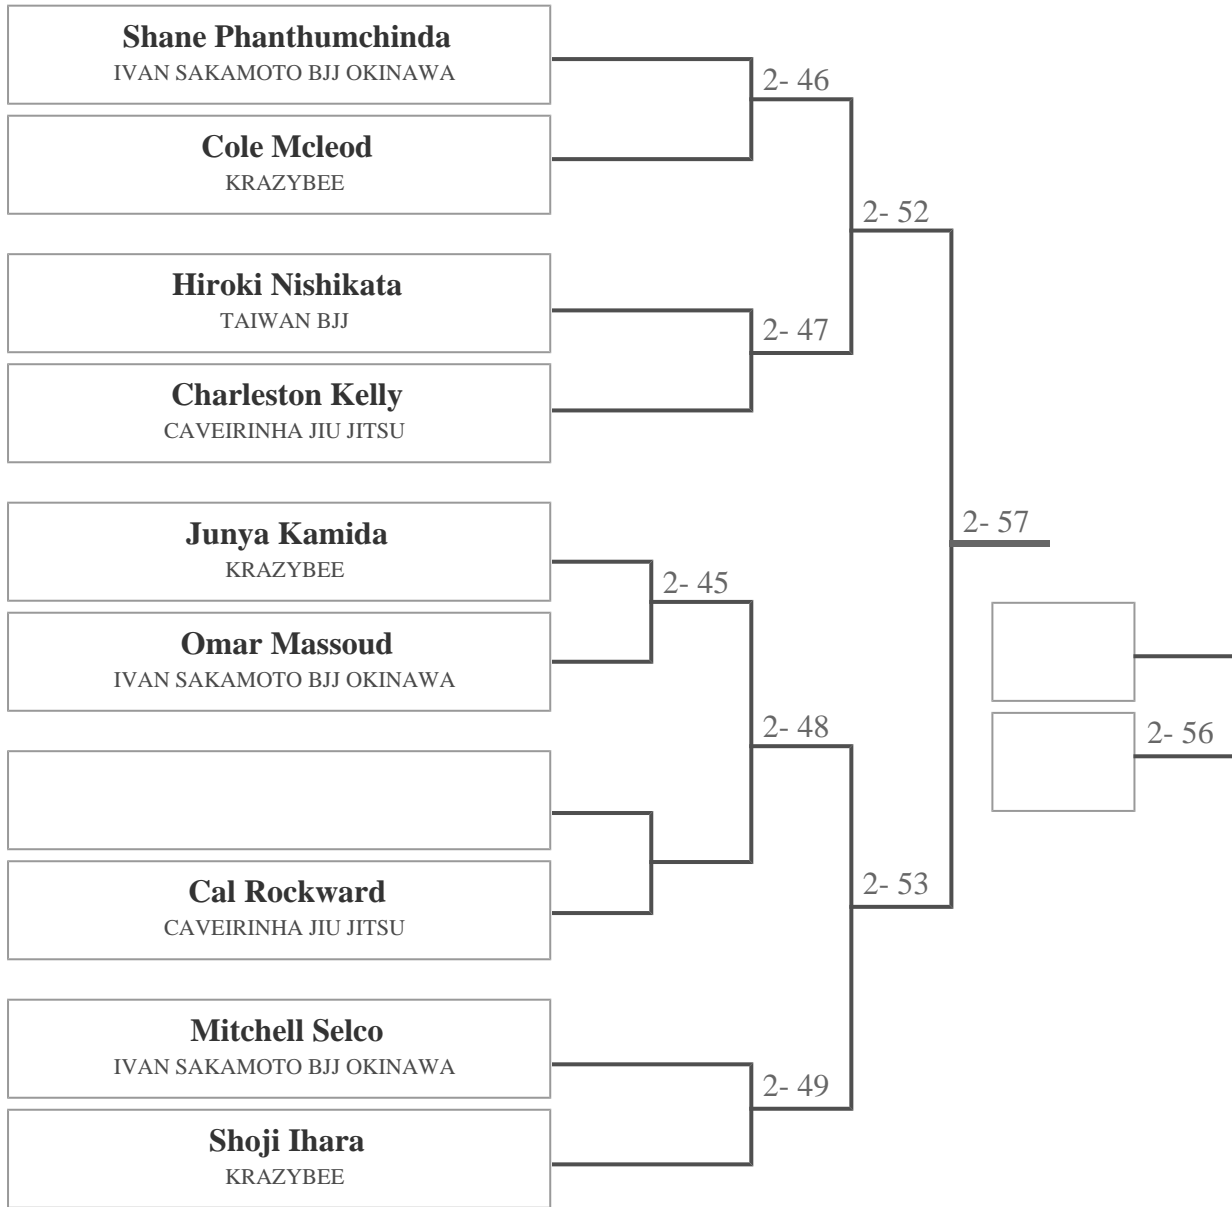 Shane Phanthumchinda
IVAN SAKAMOTO BJJ OKINAWA
2- 46
Cole Mcleod
KRAZYBEE
2- 52
Hiroki Nishikata
TAIWAN BJJ
2- 47
Charleston Kelly
CAVEIRINHA JIU JITSU
2- 57
Junya Kamida
KRAZYBEE
2- 45
Omar Massoud
IVAN SAKAMOTO BJJ OKINAWA
2- 48
2- 56
Cal Rockward
CAVEIRINHA JIU JITSU
2- 53
Mitchell Selco
IVAN SAKAMOTO BJJ OKINAWA
2- 49
Shoji Ihara
KRAZYBEE